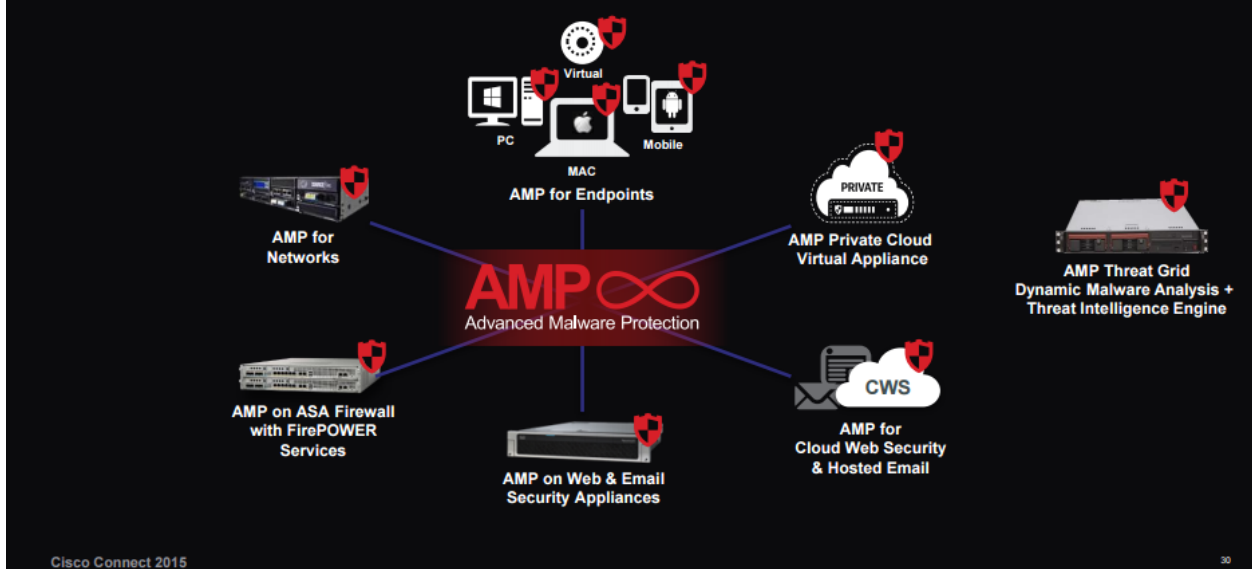 Virtual
PC
MAC
Mobile
AMP for Endpoints
AMP for
Networks
PRIVATE
AMP Private Cloud
Virtual Appliance
AMP Threat Grid
Dynamic Malware Analysis +
Threat Intelligence Engine
AMP
Advanced Malware Protection
AMP on ASA Firewall
with FirePOWER
Services
AMP on Web & Email
Security Appliances
CWS
AMP for
Cloud Web Security
& Hosted Email
Cisco Connect 2015
30